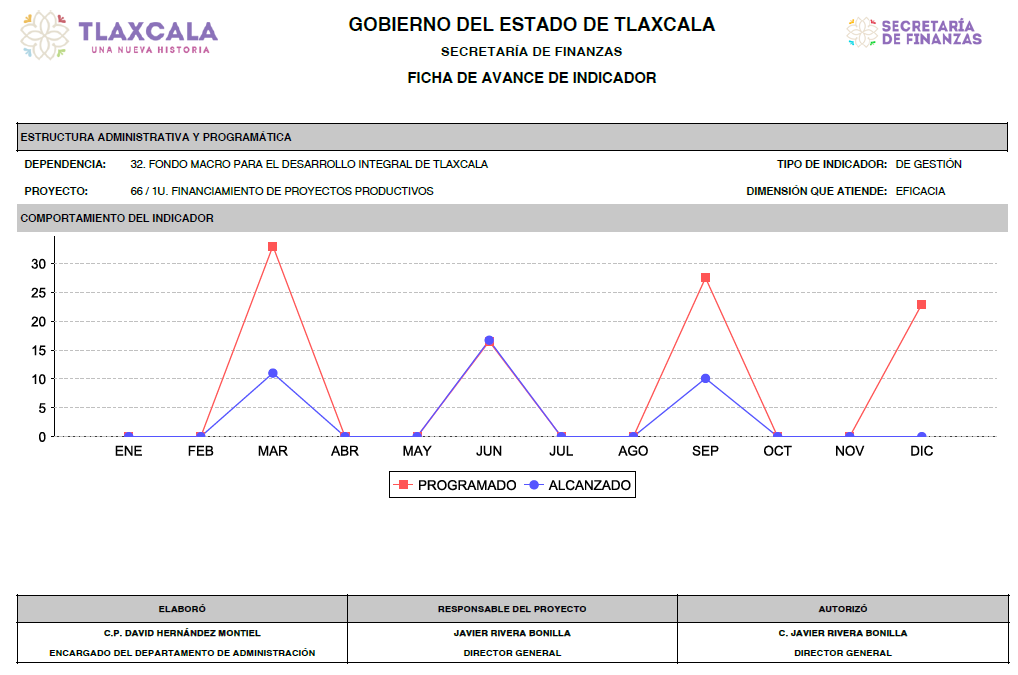 TLAXCALA
UNA NUEVA HISTORIA
GOBIERNO DEL ESTADO DE TLAXCALA
SECRETARÍA DE FINANZAS
FICHA DE AVANCE DE INDICADOR
SECRETARÍA
DE FINANZAS
ESTRUCTURA ADMINISTRATIVA Y PROGRAMÁTICA
DEPENDENCIA: 32. FONDO MACRO PARA EL DESARROLLO INTEGRAL DE TLAXCALA TIPO DE INDICADOR: DE GESTIÓN
PROYECTO: 66 / 1U. FINANCIAMIENTO DE PROYECTOS PRODUCTIVOS DIMENSIÓN QUE ATIENDE: EFICACIA
COMPORTAMIENTO DEL INDICADOR
30
25
20
15
10
5
0
ENE FEB MAR ABR MAY JUN JUL AGO SEP OCT NOV DIC
PROGRAMADO ALCANZADO
ELABORÓ RESPONSABLE DEL PROYECTO AUTORIZÓ
C.P. DAVID HERNÁNDEZ MONTIEL JAVIER RIVERA BONILLA C. JAVIER RIVERA BONILLA
ENCARGADO DEL DEPARTAMENTO DE ADMINISTRACIÓN DIRECTOR GENERAL DIRECTOR GENERAL